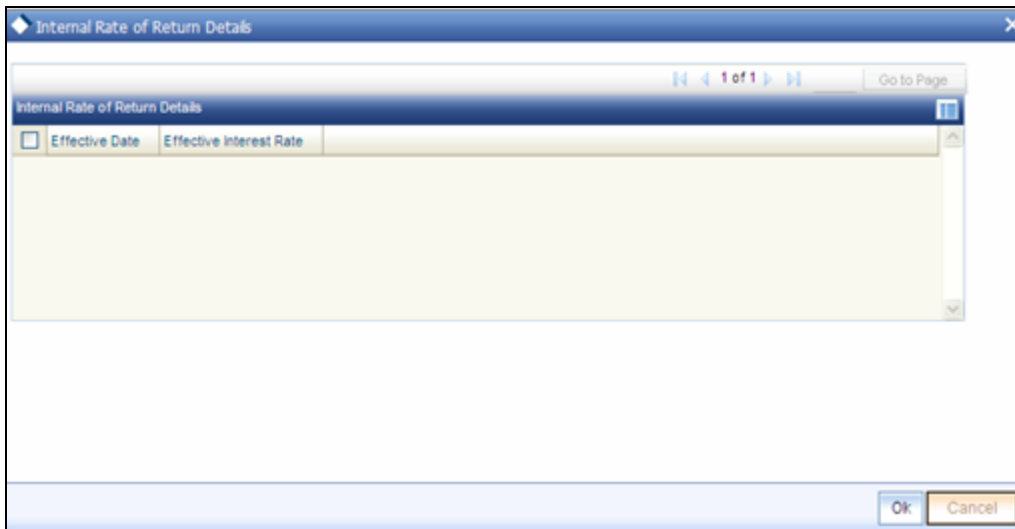 Internal Rate of Return Details
1 of 1 Go to Page
Internal Rate of Return Details
Effective Date Effective Interest Rate
Ok Cancel